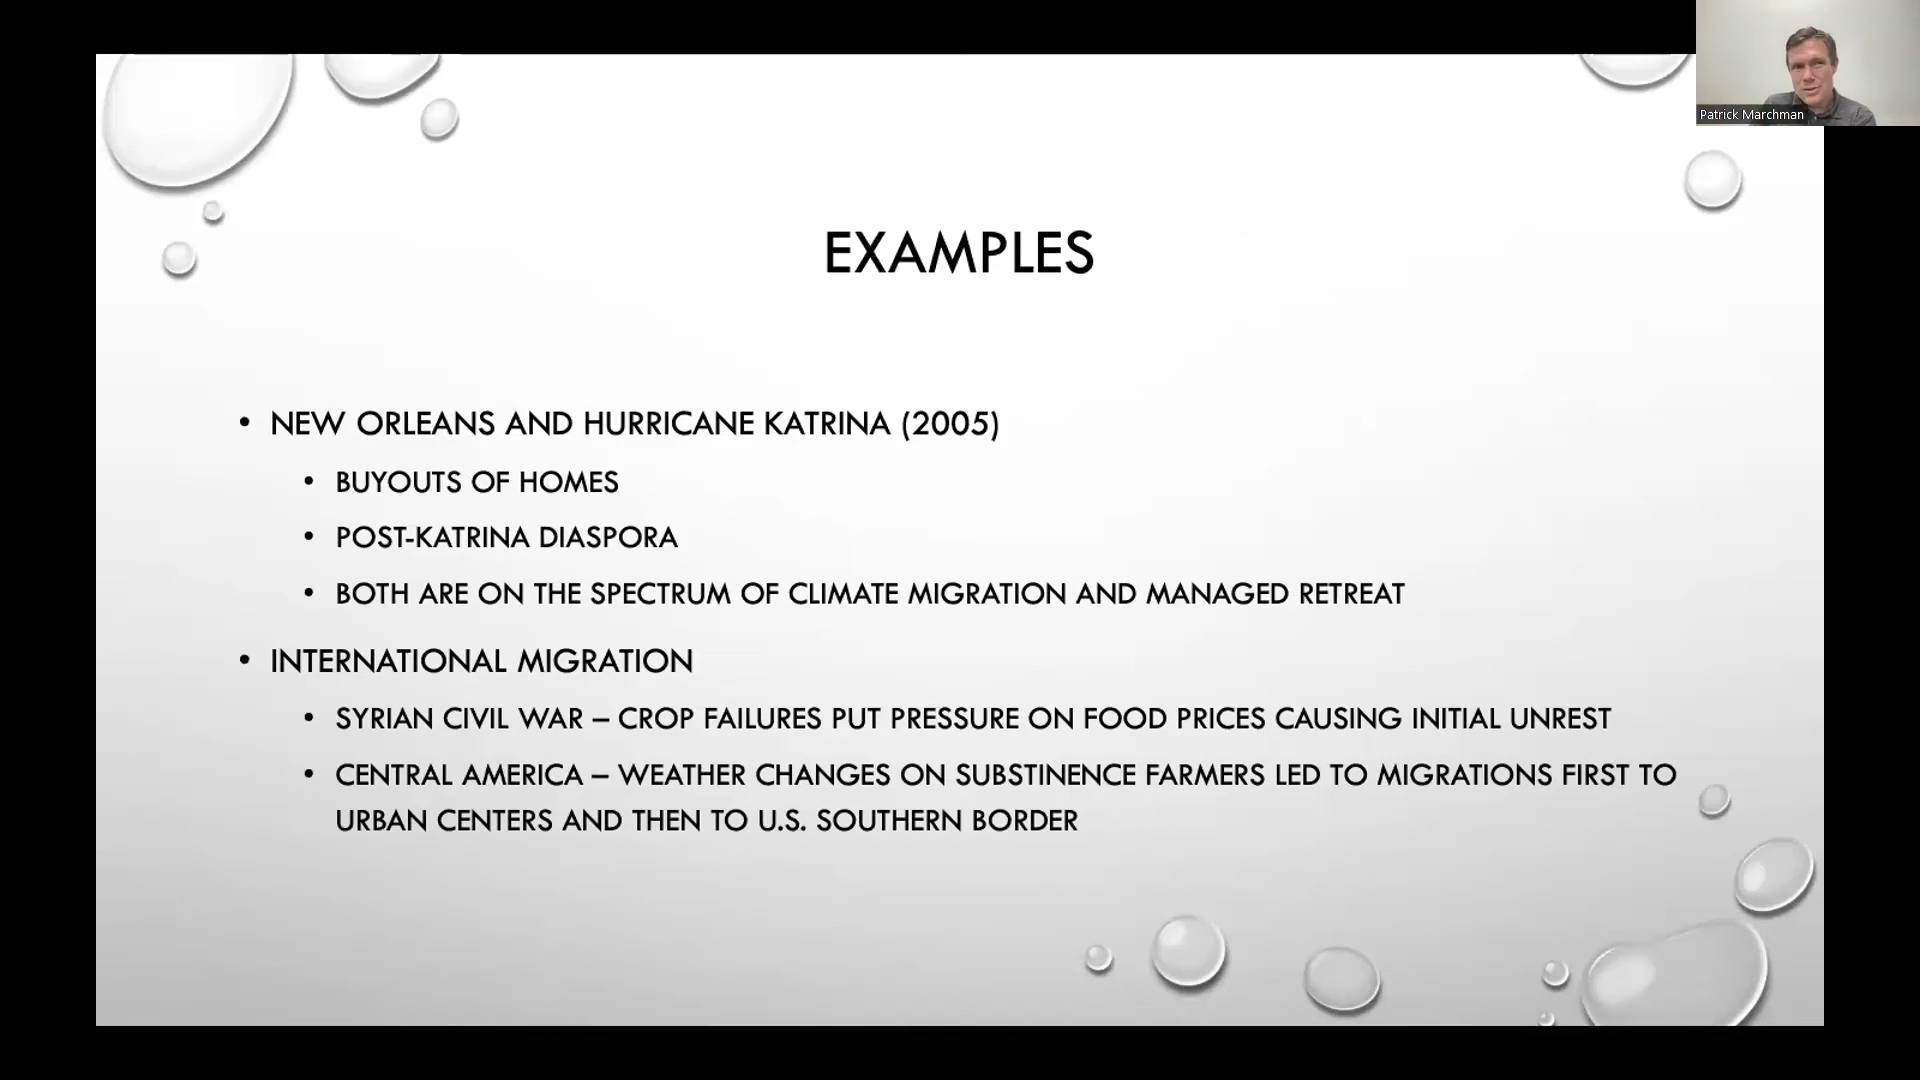 Patrick Marchman
EXAMPLES
• NEW ORLEANS AND HURRICANE KATRINA (2005)
• BUYOUTS OF HOMES
• POST-KATRINA DIASPORA
• BOTH ARE ON THE SPECTRUM OF CLIMATE MIGRATION AND MANAGED RETREAT
• INTERNATIONAL MIGRATION
• SYRIAN CIVIL WAR – CROP FAILURES PUT PRESSURE ON FOOD PRICES CAUSING INITIAL UNREST
• CENTRAL AMERICA – WEATHER CHANGES ON SUBSTINENCE FARMERS LED TO MIGRATIONS FIRST TO
URBAN CENTERS AND THEN TO U.S. SOUTHERN BORDER